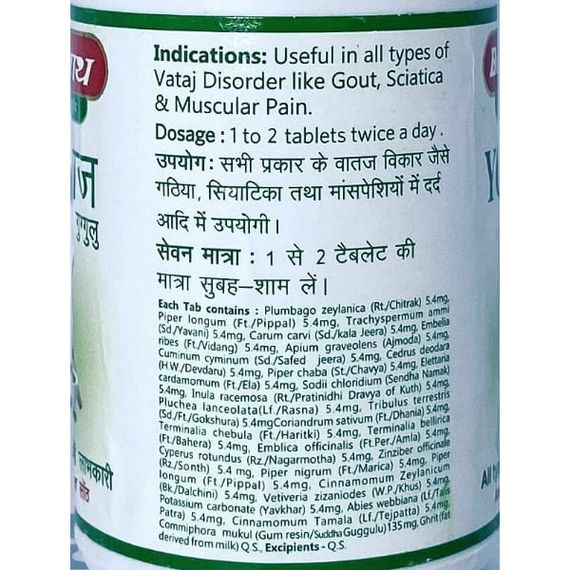 Indications: Useful in all types of
Vataj Disorder like Gout, Sciatica
& Muscular Pain.
Dosage : 1 to 2 tablets twice a day.
उपयोग: सभी प्रकार के वातज विकार जैसे
गठिया, सियाटिका तथा मांसपेशियों में दर्द
आदि में उपयोगी।
सेवन मात्रा : 1 से 2 टैबलेट की
मात्रा सुबह–शाम लें।
Each Tab contains : Plumbago zeylanica (Rt./Chitrak) 5.4mg,
Piper longum (Ft./Pippal) 5.4mg, Trachyspermum ammi
(Sd./Yavani) 5.4mg, Carum carvi (Sd./kala Jeera) 5.4mg, Embelia
ribes (Ft./Vidang) 5.4mg, Apium graveolens (Ajmoda) 5.4mg,
Cuminum cyminum (Sd./Safed jeera) 5.4mg, Cedrus deodara
(H.W./Devdaru) 5.4mg, Piper chaba (St./Chavya) 5.4mg, Elettaria
cardamomum (Ft./Ela) 5.4mg, Sodii chloridium (Sendha Namak)
5.4mg, Inula racemosa (Rt./Pratinidhi Dravya of Kuth) 5.4mg,
Pluchea lanceolata(Lf./Rasna) 5.4mg, Tribulus terrestris
(Sd./Ft./Gokshura) 5.4mgCoriandrum sativum (Ft./Dhania) 5.4mg,
Terminalia chebula (Ft./Haritki) 5.4mg, Terminalia bellirica
(Ft./Bahera) 5.4mg, Emblica officinalis (Ft.Per./Amla) 5.4mg,
Cyperus rotundus (Rz./Nagarmotha) 5.4mg, Zinziber officinale
(Rz./Sonth) 5.4 mg, Piper nigrum (Ft./Marica) 5.4mg, Piper
longum (Ft./Pippal) 5.4mg, Cinnamomum Zeylanicum
(Bk./Dalchini) 5.4mg, Vetiveria zizaniodes (W.P./Khus) 5.4mg,
Potassium carbonate (Yavkhar) 5.4mg, Abies webbiana (Lf./Talis
Patra) 5.4mg, Cinnamomum Tamala (Lf./Tejpatta) 5.4mg,
Commiphora mukul (Gum resin/Suddha Guggulu) 135 mg, Ghrit (fat
derived from milk) Q.S., Excipients - Q.S.
गुग्गुलु
लाभकारी